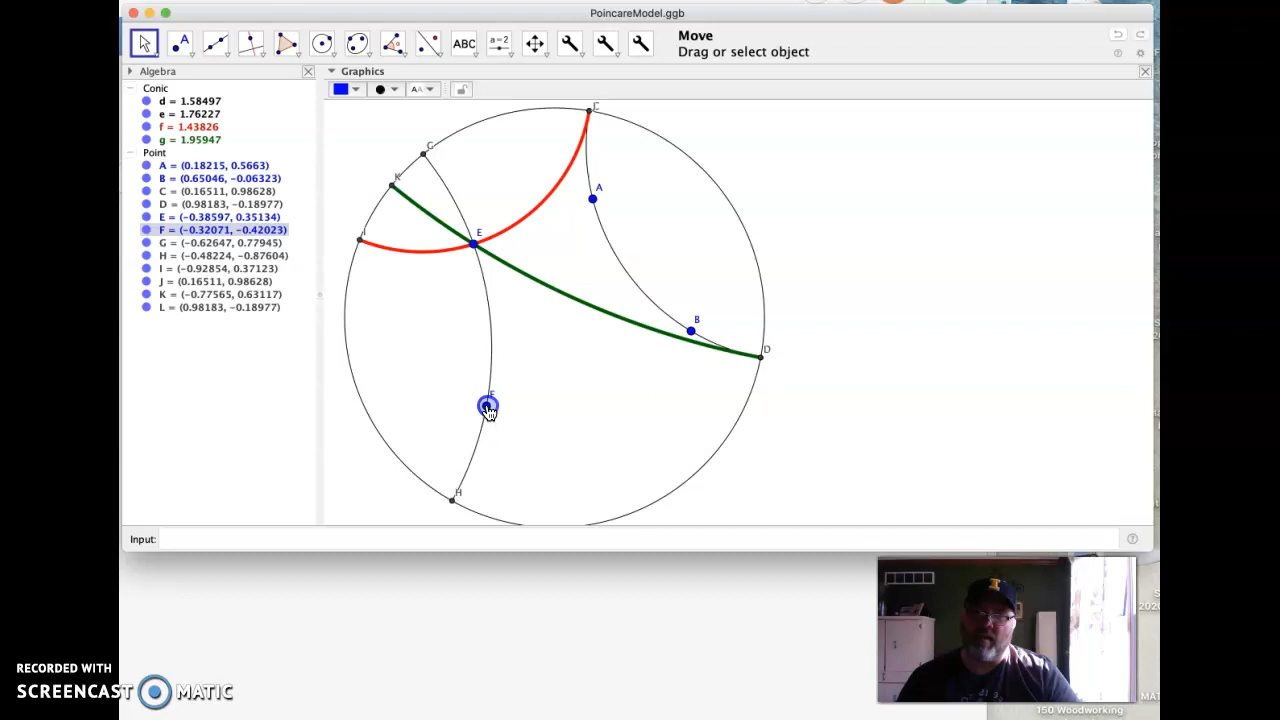 PoincareModel.ggb
A
ABC
a=2
Move
Drag or select object
Algebra
Graphics
AA
Conic
d = 1.58497
e = 1.76227
f = 1.43826
g = 1.95947
Point
A = (0.18215, 0.5663)
B = (0.65046, -0.06323)
C = (0.16511, 0.98628)
D = (0.98183, -0.18977)
E = (-0.38597, 0.35134)
F = (-0.32071, -0.42023)
G = (-0.62647, 0.77945)
H = (-0.48224, -0.87604)
I = (-0.92854, 0.37123)
J = (0.16511, 0.98628)
K = (-0.77565, 0.63117)
L = (0.98183, -0.18977)
G
K
A
E
I
B
D
F
H
Input:
RECORDED WITH
SCREENCAST MATIC
150 Woodworking